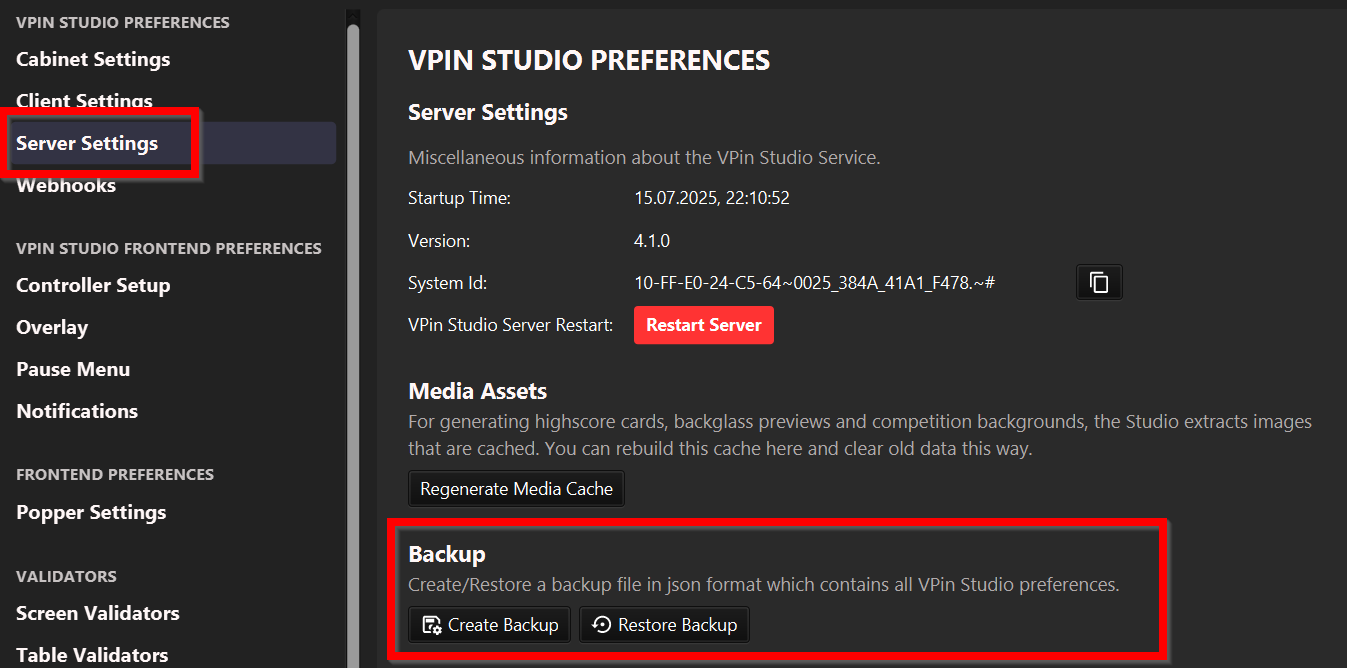 VPIN STUDIO PREFERENCES
Cabinet Settings
Client Settings
Server Settings
Webhooks
VPIN STUDIO FRONTEND PREFERENCES
Controller Setup
Overlay
Pause Menu
Notifications
FRONTEND PREFERENCES
Popper Settings
VALIDATORS
Screen Validators
Table Validators
VPIN STUDIO PREFERENCES
Server Settings
Miscellaneous information about the VPin Studio Service.
Startup Time: 15.07.2025, 22:10:52
Version: 4.1.0
System Id: 10-FF-E0-24-C5-64~0025_384A_41A1_F478.~#
VPin Studio Server Restart: Restart Server
Media Assets
For generating highscore cards, backglass previews and competition backgrounds, the Studio extracts images
that are cached. You can rebuild this cache here and clear old data this way.
Regenerate Media Cache
Backup
Create/Restore a backup file in json format which contains all VPin Studio preferences.
Create Backup Restore Backup